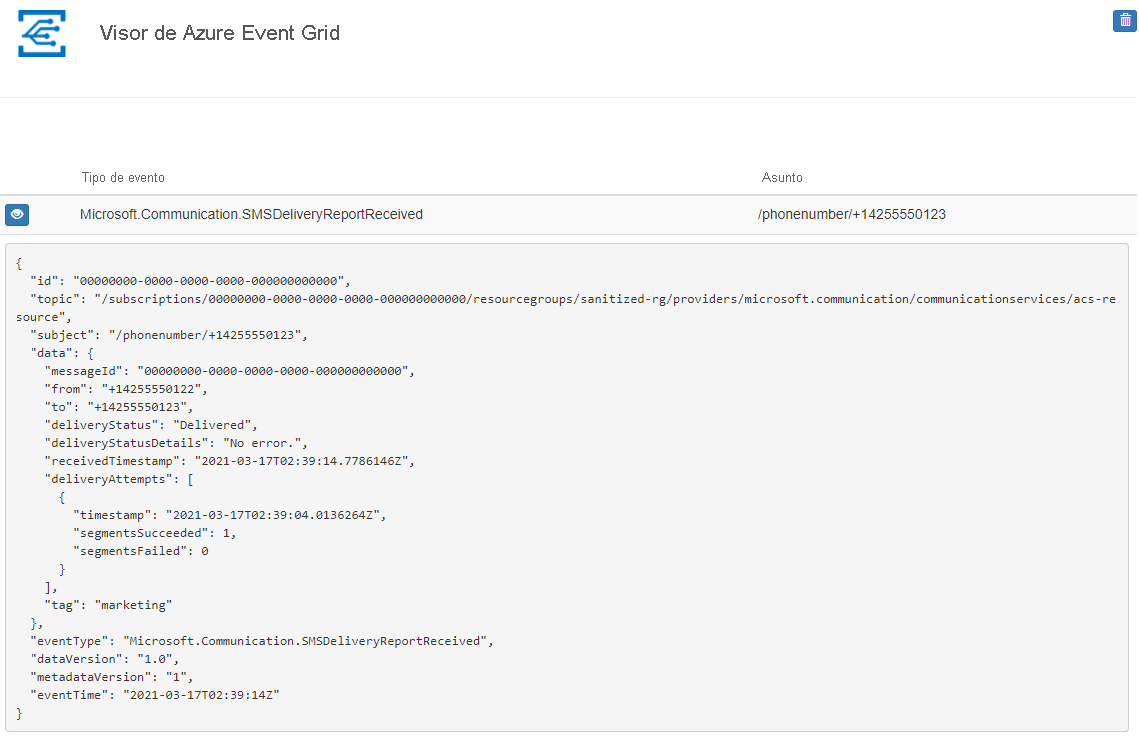 Visor de Azure Event Grid
Tipo de evento Asunto
Microsoft.Communication.SMSDeliveryReportReceived /phonenumber/+14255550123
{
  "id": "00000000-0000-0000-0000-000000000000",
  "topic": "/subscriptions/00000000-0000-0000-0000-000000000000/resourcegroups/sanitized-rg/providers/microsoft.communication/communicationservices/acs-re
source",
  "subject": "/phonenumber/+14255550123",
  "data": {
    "messageId": "00000000-0000-0000-0000-000000000000",
    "from": "+14255550122",
    "to": "+14255550123",
    "deliveryStatus": "Delivered",
    "deliveryStatusDetails": "No error.",
    "receivedTimestamp": "2021-03-17T02:39:14.7786146Z",
    "deliveryAttempts": [
      {
        "timestamp": "2021-03-17T02:39:04.0136264Z",
        "segmentsSucceeded": 1,
        "segmentsFailed": 0
      }
    ],
    "tag": "marketing"
  },
  "eventType": "Microsoft.Communication.SMSDeliveryReportReceived",
  "dataVersion": "1.0",
  "metadataVersion": "1",
  "eventTime": "2021-03-17T02:39:14Z"
}